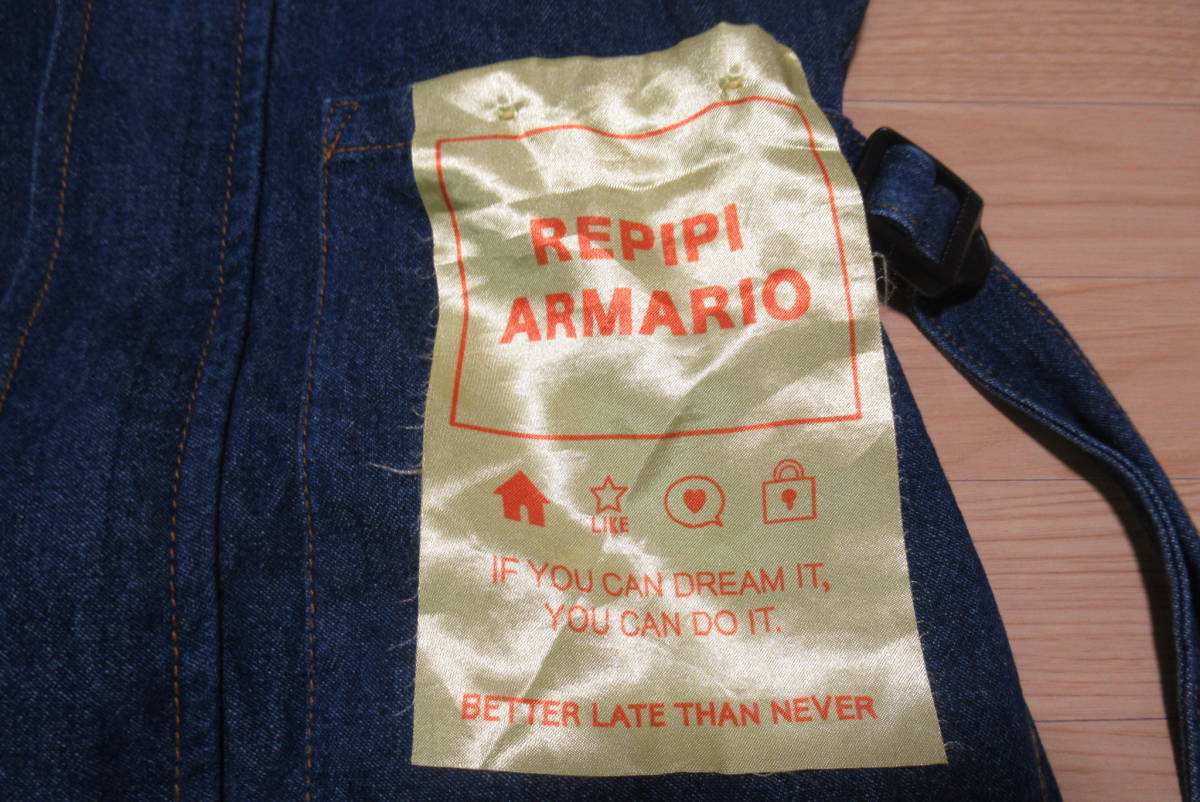 REPIPI
ARMARIO
LIKE
IF YOU CAN DREAM IT,
YOU CAN DO IT.
BETTER LATE THAN NEVER